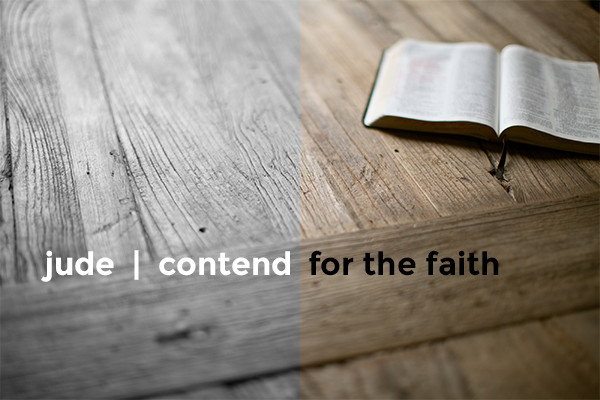 jude | contend for the faith